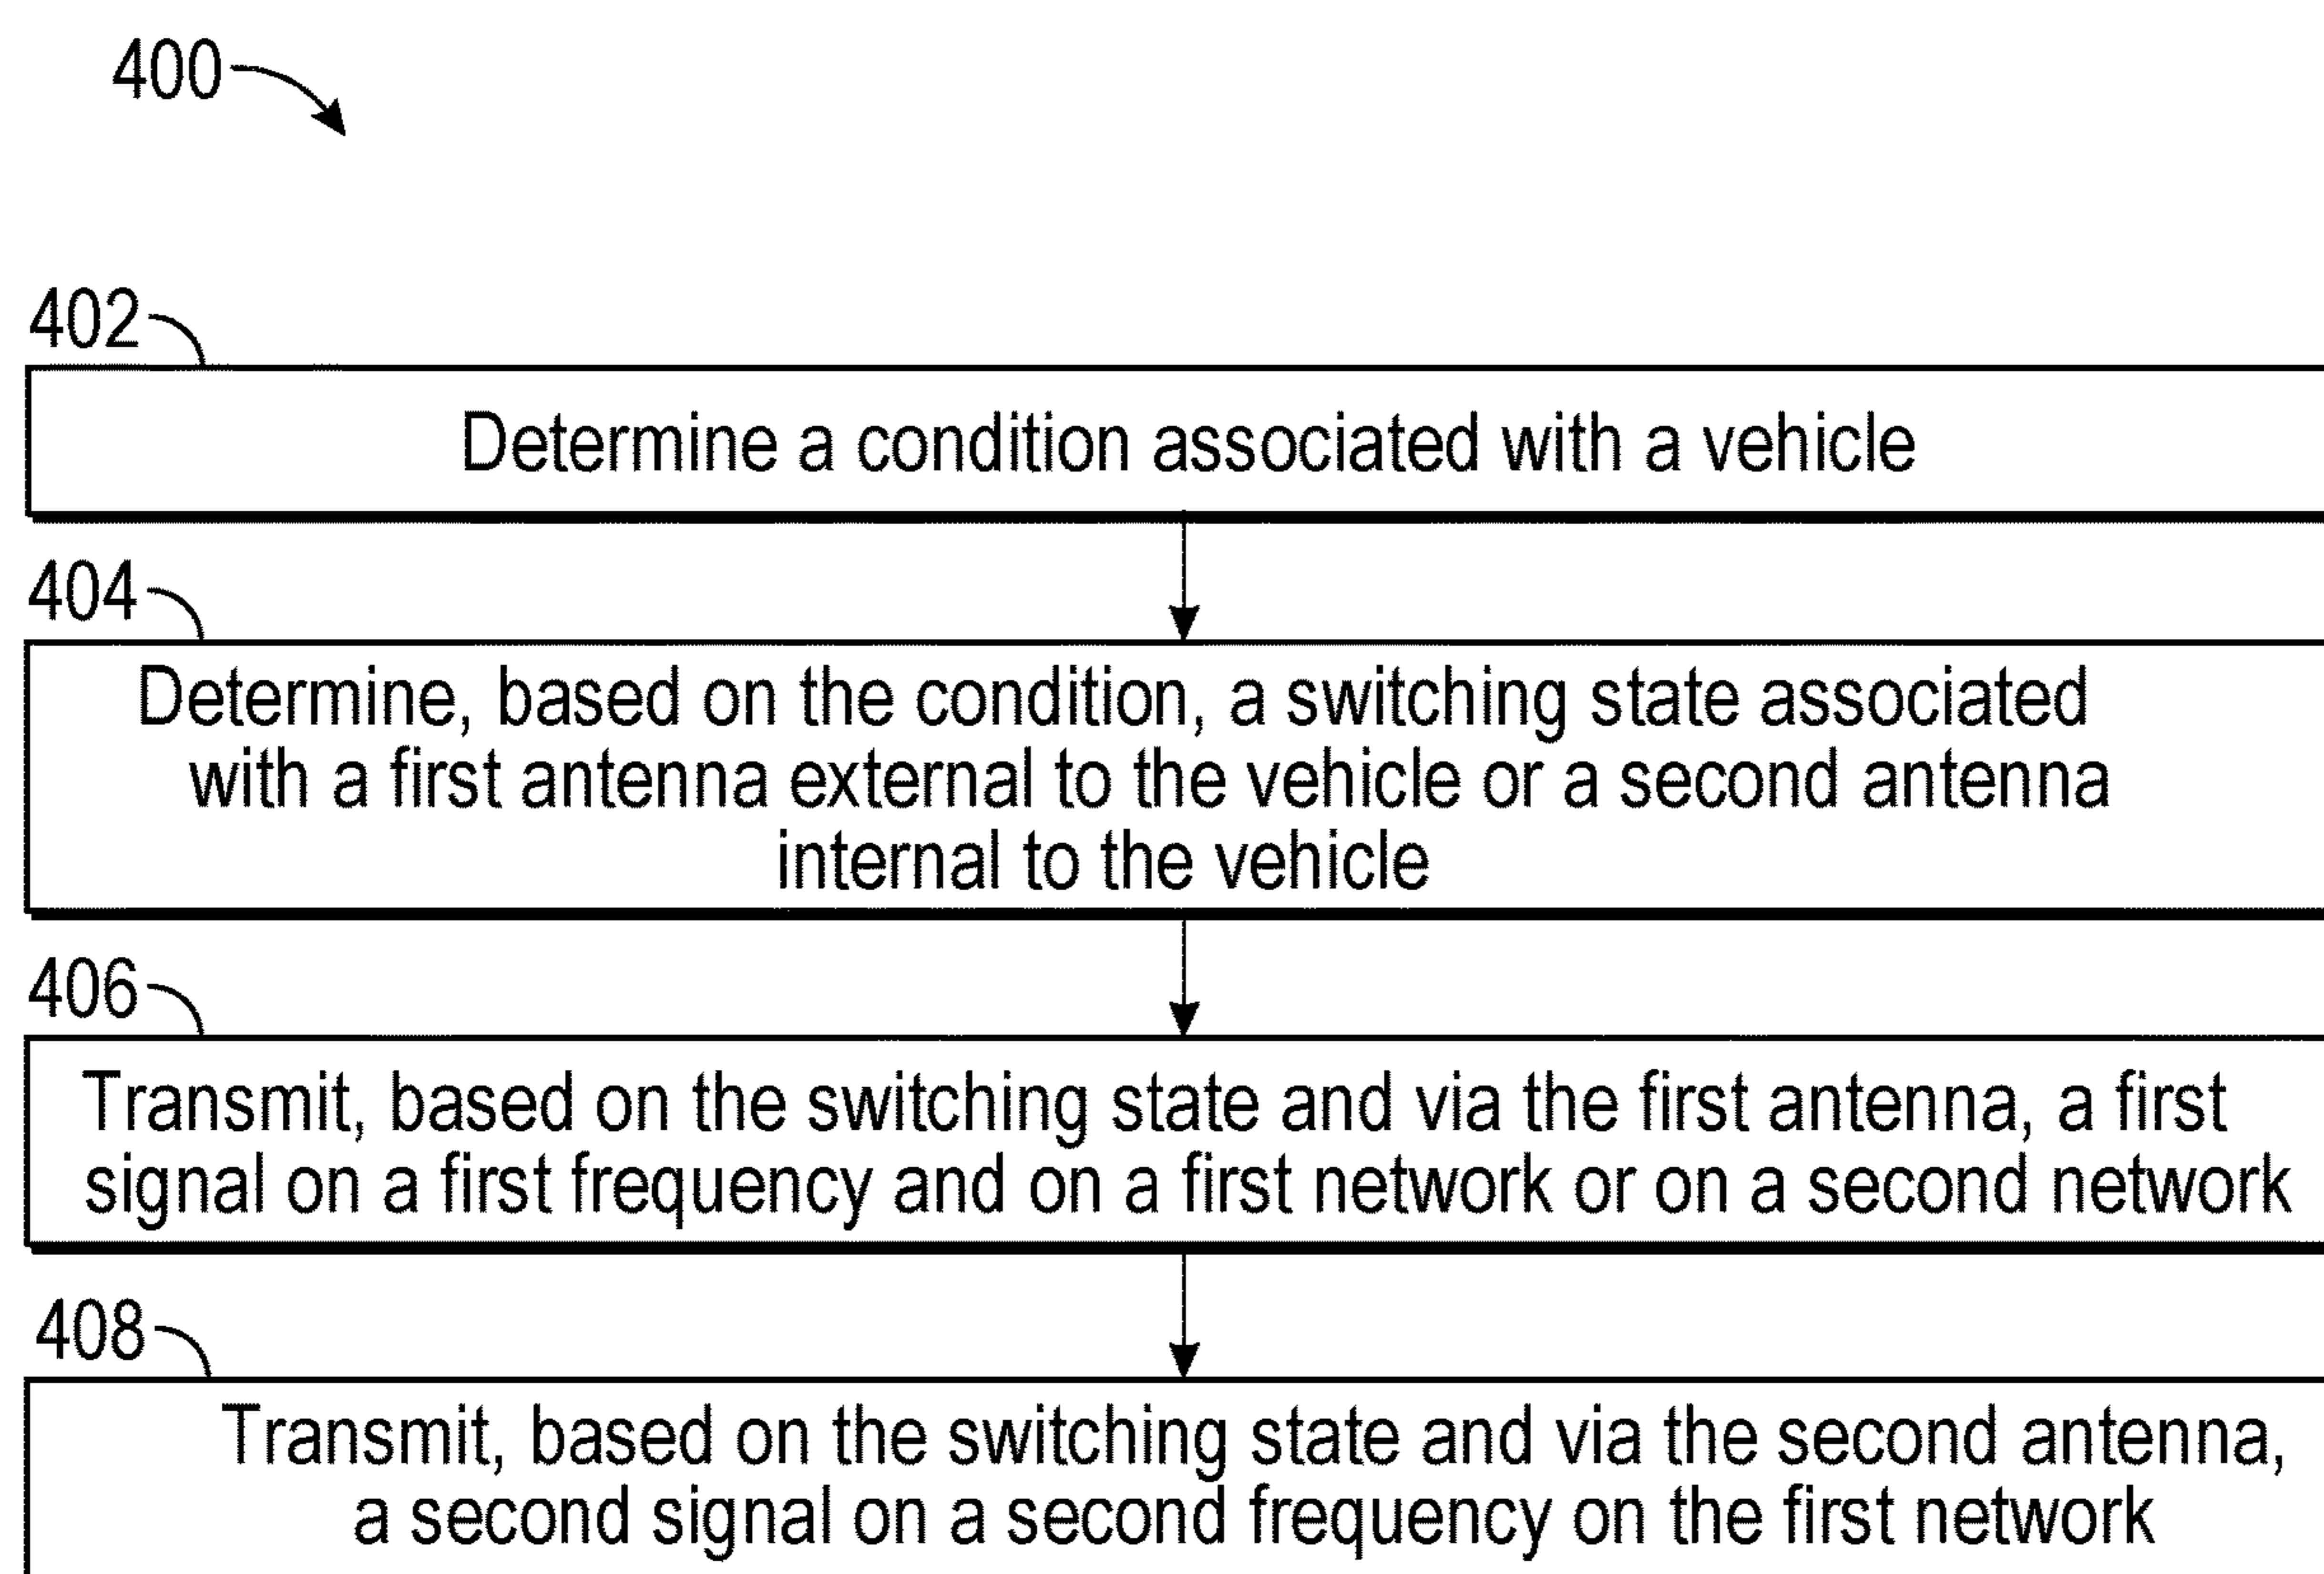 400
402
Determine a condition associated with a vehicle
404
Determine, based on the condition, a switching state associated
with a first antenna external to the vehicle or a second antenna
internal to the vehicle
406
Transmit, based on the switching state and via the first antenna, a first
signal on a first frequency and on a first network or on a second network
408
Transmit, based on the switching state and via the second antenna,
a second signal on a second frequency on the first network